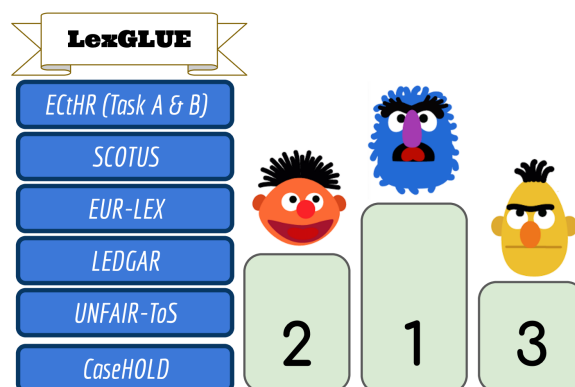 LexGLUE
ECtHR (Task A & B)
SCOTUS
EUR-LEX
LEDGAR
UNFAIR-ToS
CaseHOLD
2
1
3